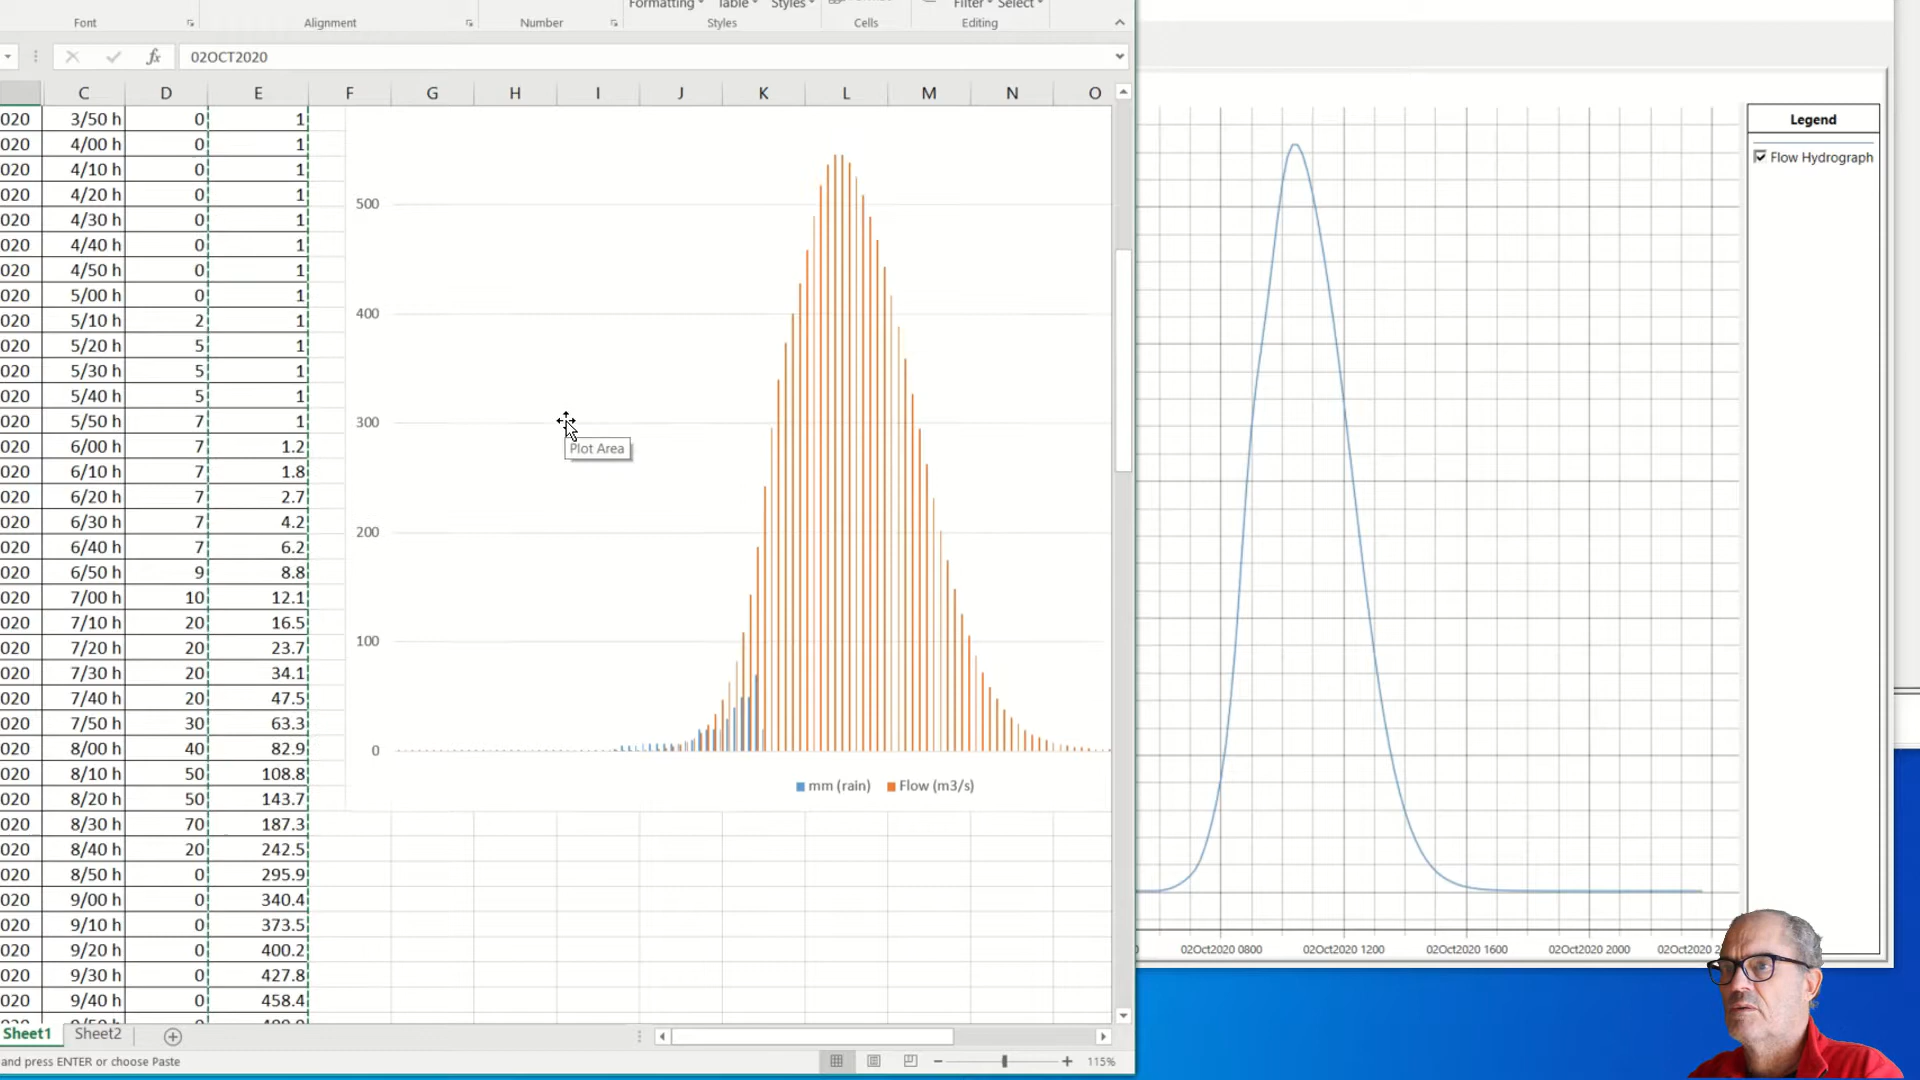 Formatting Table Styles
Filter Select
Font Alignment Number Styles Cells Editing
fx 02OCT2020
C D E F G H I J K L M N O
020 3/50 h 0 1
020 4/00 h 0 1
020 4/10 h 0 1
020 4/20 h 0 1
020 4/30 h 0 1
020 4/40 h 0 1
020 4/50 h 0 1
020 5/00 h 0 1
020 5/10 h 2 1
020 5/20 h 5 1
020 5/30 h 5 1
020 5/40 h 5 1
020 5/50 h 7 1
020 6/00 h 7 1.2
020 6/10 h 7 1.8
020 6/20 h 7 2.7
020 6/30 h 7 4.2
020 6/40 h 7 6.2
020 6/50 h 9 8.8
020 7/00 h 10 12.1
020 7/10 h 20 16.5
020 7/20 h 20 23.7
020 7/30 h 20 34.1
020 7/40 h 20 47.5
020 7/50 h 30 63.3
020 8/00 h 40 82.9
020 8/10 h 50 108.8
020 8/20 h 50 143.7
020 8/30 h 70 187.3
020 8/40 h 20 242.5
020 8/50 h 0 295.9
020 9/00 h 0 340.4
020 9/10 h 0 373.5
020 9/20 h 0 400.2
020 9/30 h 0 427.8
020 9/40 h 0 458.4
500
400
300
200
100
0
Plot Area
mm (rain) Flow (m3/s)
Sheet1 Sheet2
and press ENTER or choose Paste
115%
Legend
Flow Hydrograph
02Oct2020 0800 02Oct2020 1200 02Oct2020 1600 02Oct2020 2000 02Oct2020